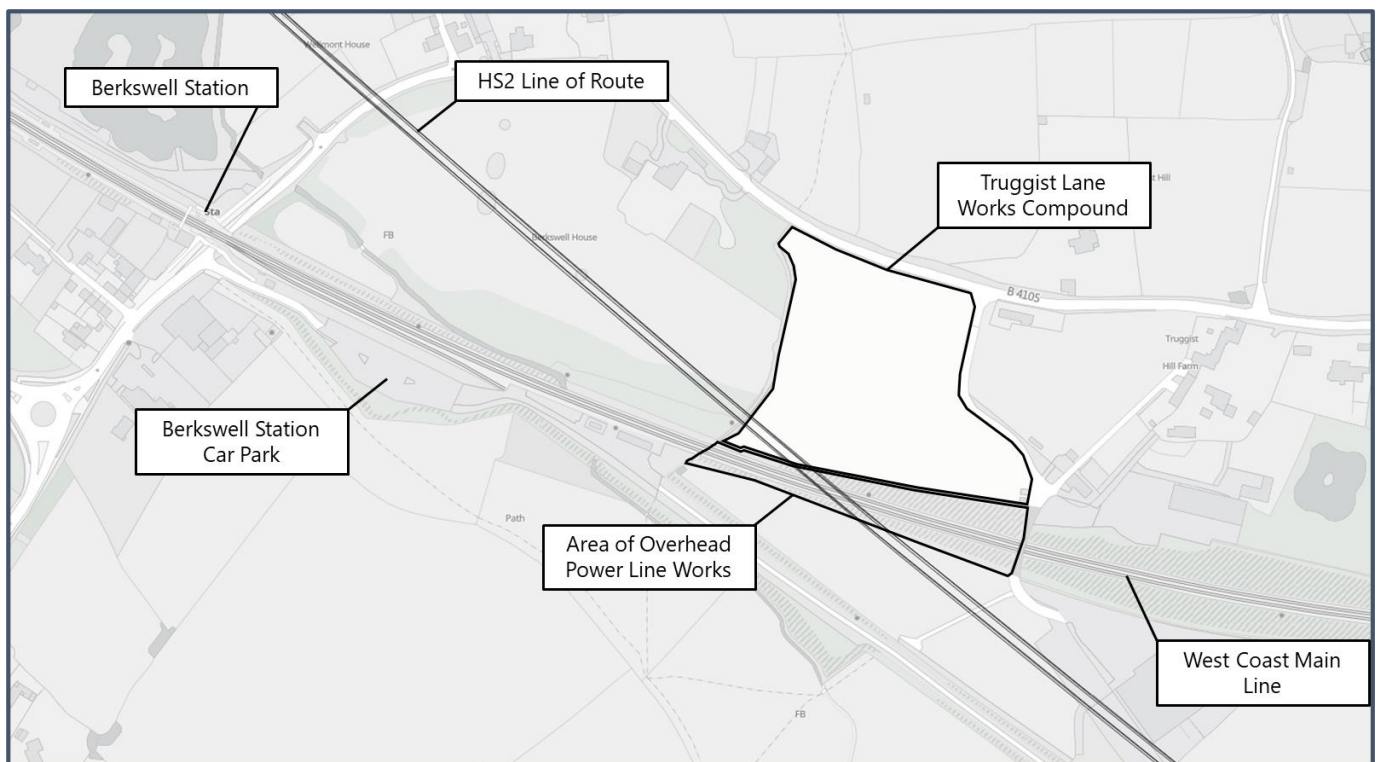 Wellmont House
Berkswell Station
HS2 Line of Route
Truggist Lane
Works Compound
Sta
FB
Berkswell House
B 4105
Truggist
Hill Farm
Berkswell Station
Car Park
Path
Area of Overhead
Power Line Works
West Coast Main
Line
FB